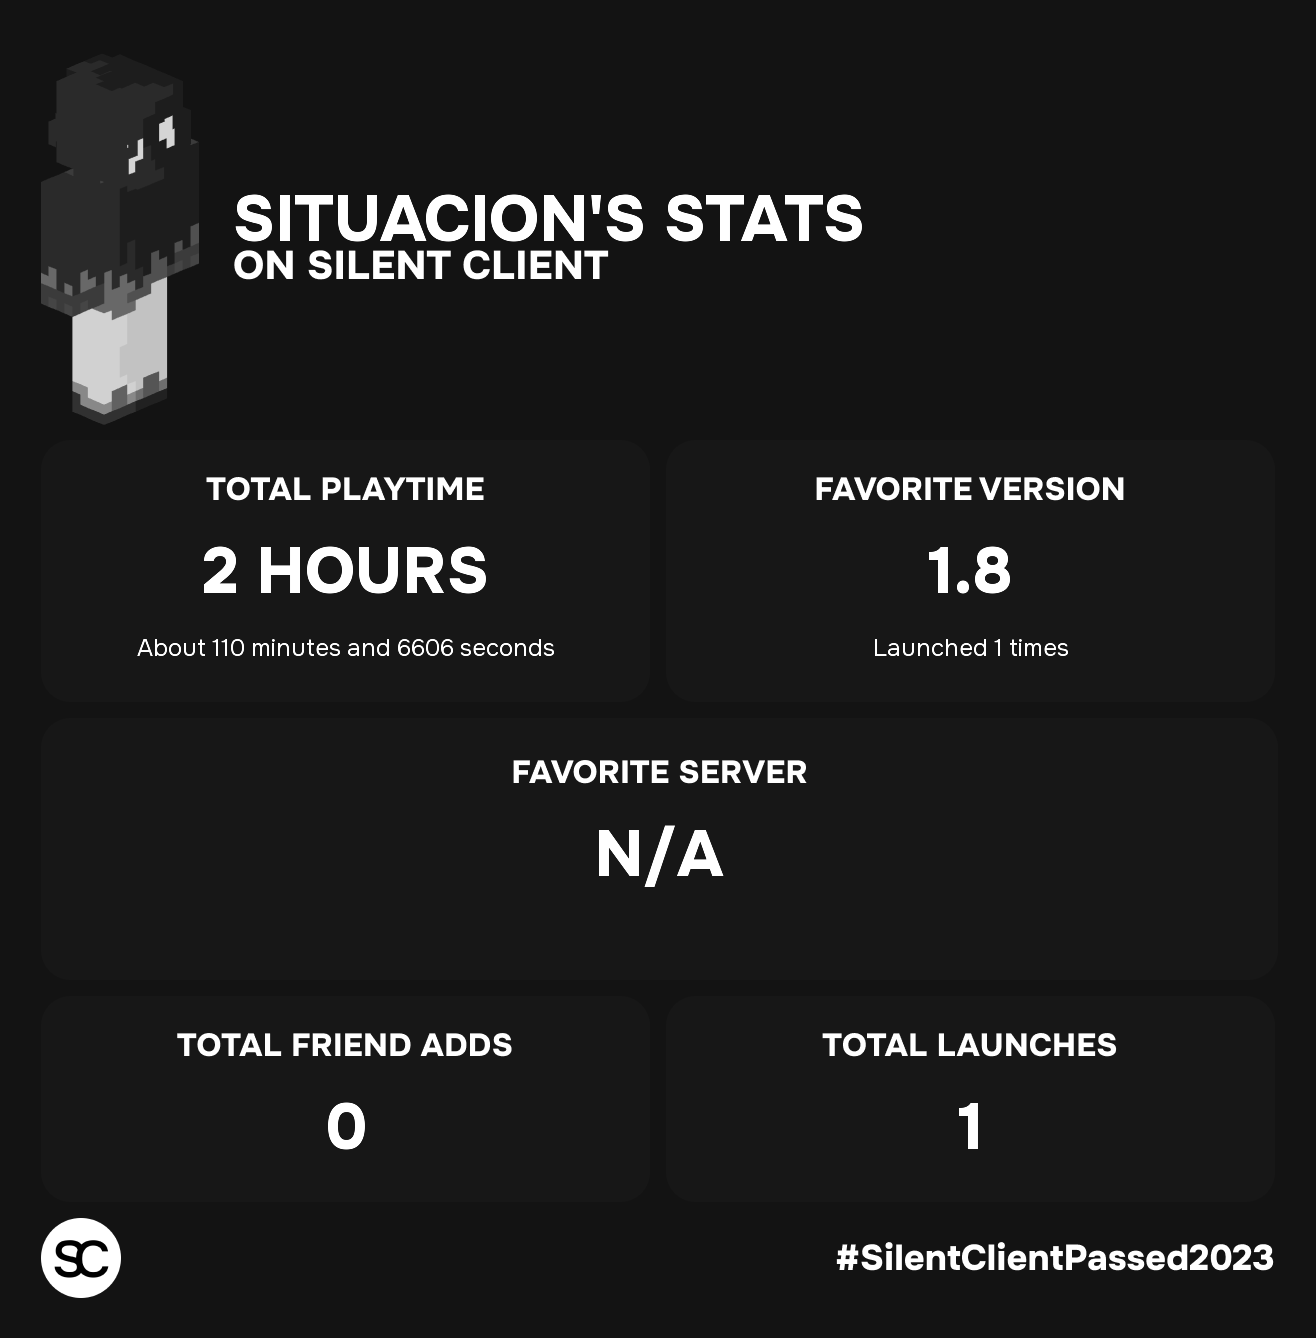 SITUACION'S STATS
ON SILENT CLIENT
TOTAL PLAYTIME
2 HOURS
About 110 minutes and 6606 seconds
FAVORITE VERSION
1.8
Launched 1 times
FAVORITE SERVER
N/A
TOTAL FRIEND ADDS
0
TOTAL LAUNCHES
1
SC
#SilentClientPassed2023